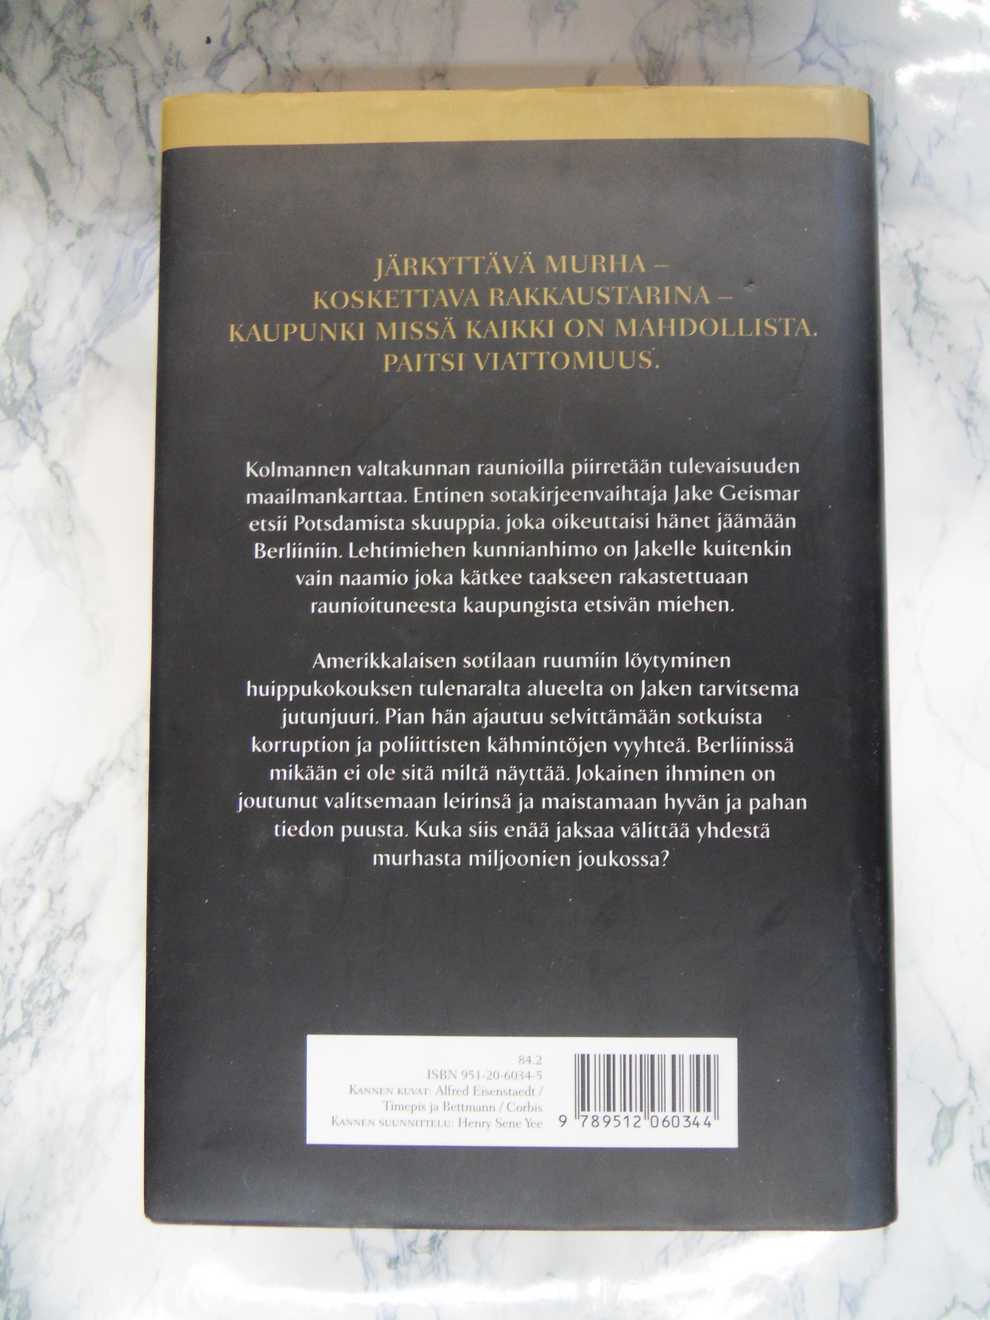 JÄRKYTTÄVÄ MURHA –
KOSKETTAVA RAKKAUSTARINA –
KAUPUNKI MISSÄ KAIKKI ON MAHDOLLISTA.
PAITSI VIATTOMUUS.
Kolmannen valtakunnan raunioilla piirretään tulevaisuuden
maailmankarttaa. Entinen sotakirjeenvaihtaja Jake Geismar
etsii Potsdamista skuuppia, joka oikeuttaisi hänet jäämään
Berliiniin. Lehtimiehen kunnianhimo on Jakelle kuitenkin
vain naamio joka kätkee taakseen rakastettuaan
raunioituneesta kaupungista etsivän miehen.
Amerikkalaisen sotilaan ruumiin löytyminen
huippukokouksen tulenaralta alueelta on Jaken tarvitsema
jutunjuuri. Pian hän ajautuu selvittämään sotkuista
korruption ja poliittisten kähmintöjen vyyhteä. Berliinissä
mikään ei ole sitä miltä näyttää. Jokainen ihminen on
joutunut valitsemaan leirinsä ja maistamaan hyvän ja pahan
tiedon puusta. Kuka siis enää jaksaa välittää yhdestä
murhasta miljoonien joukossa?
84.2
ISBN 951-20-6034-5
KANNEN KUVAT: Alfred Eisenstaedt /
Timepix ja Bettmann / Corbis
KANNEN SUUNNITTELU: Henry Sene Yee
9 789512 060344